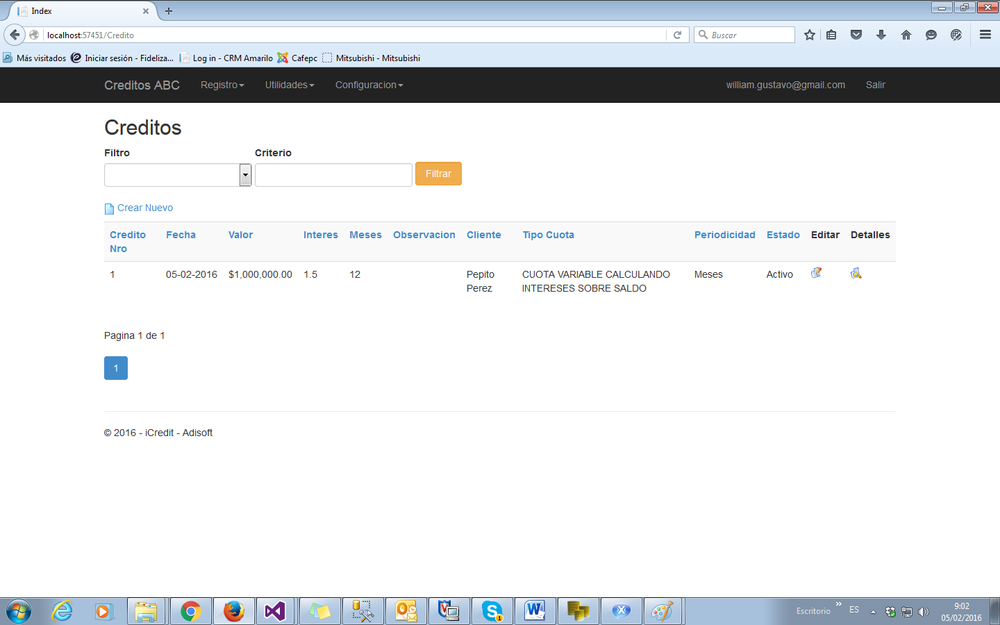 Index
localhost:57451/Credito
Buscar
Más visitados
Iniciar sesión - Fideliza...
Log in - CRM Amarilo
Cafepc
Mitsubishi - Mitsubishi
Creditos ABC
Registro
Utilidades
Configuracion
william.gustavo@gmail.com
Salir
Creditos
Filtro
Criterio
Filtrar
Crear Nuevo
Credito Nro
Fecha
Valor
Interes
Meses
Observacion
Cliente
Tipo Cuota
Periodicidad
Estado
Editar
Detalles
1
05-02-2016
$1,000,000.00
1.5
12
Pepito
Perez
CUOTA VARIABLE CALCULANDO
INTERESES SOBRE SALDO
Meses
Activo
Pagina 1 de 1
1
© 2016 - iCredit - Adisoft
Escritorio
ES
9:02
05/02/2016